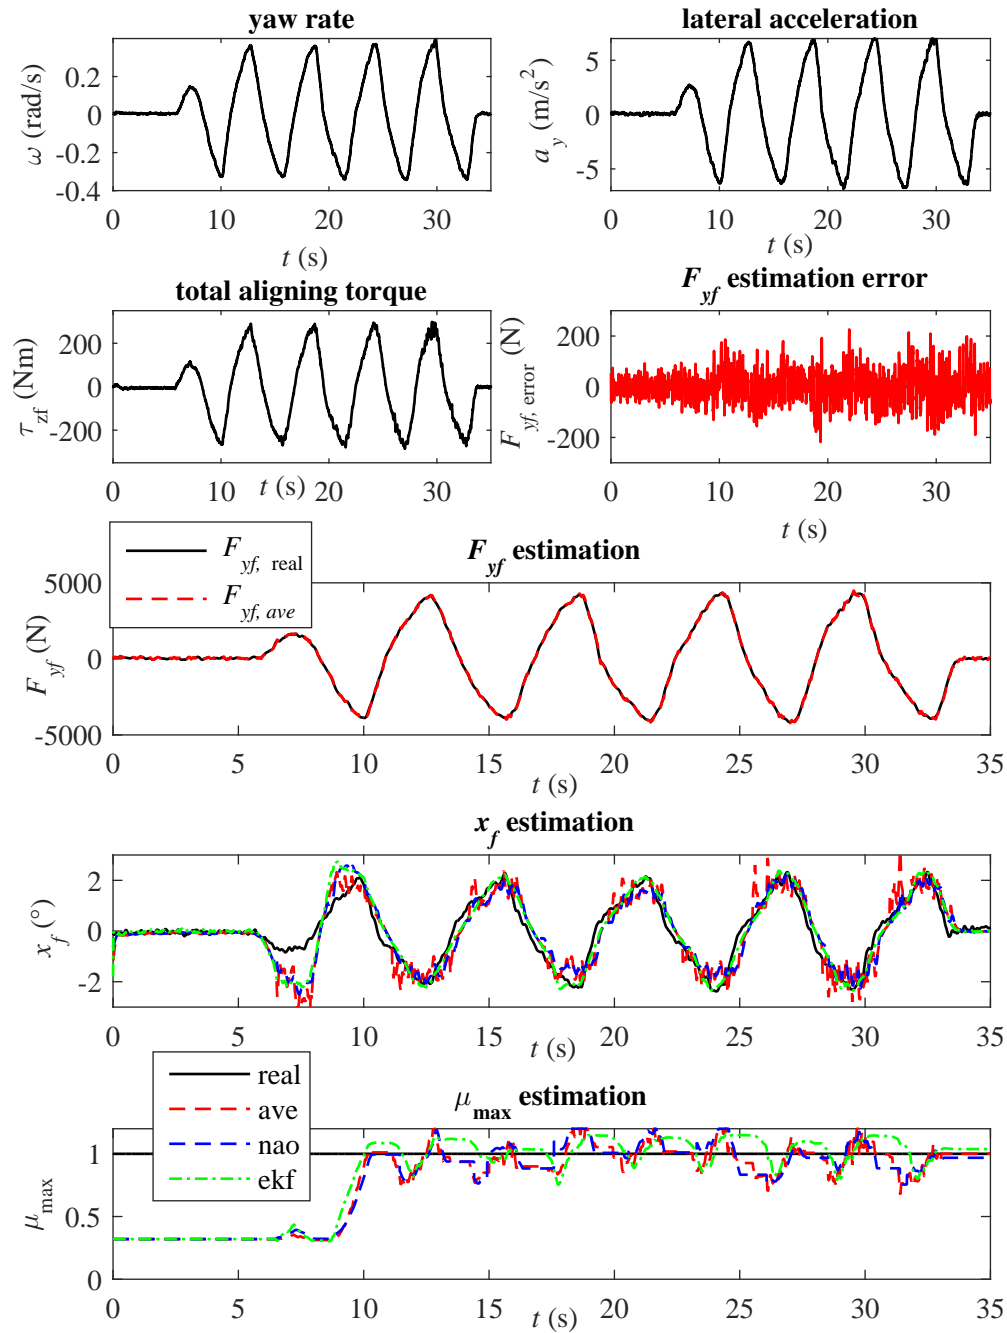 yaw rate
lateral acceleration
ω (rad/s)
0.2
0
-0.2
-0.4
0 10 20 30
t (s)
a_y (m/s²)
5
0
-5
0 10 20 30
t (s)
total aligning torque
F_yf estimation error
τ_zf (Nm)
200
0
-200
0 10 20 30
t (s)
F_yf, error (N)
200
0
-200
0 10 20 30
t (s)
F_yf, real
F_yf, ave
F_yf estimation
F_yf (N)
5000
0
-5000
0 5 10 15 20 25 30 35
t (s)
x_f estimation
x_f (°)
2
0
-2
0 5 10 15 20 25 30 35
t (s)
real
ave
nao
ekf
μ_max estimation
μ_max
1
0.5
0
0 5 10 15 20 25 30 35
t (s)